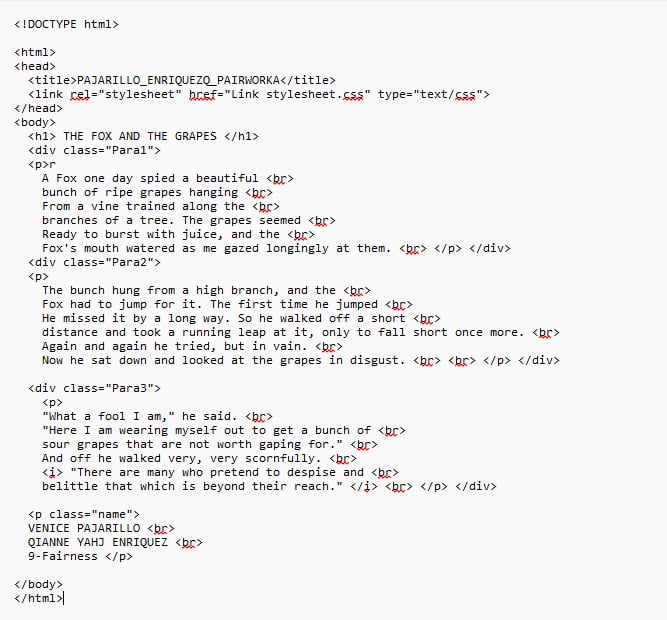 <!DOCTYPE html>
<html>
<head>
<title>PAJARILLO_ENRIQUEZQ_PAIRWORKA</title>
<link rel="stylesheet" href="Link stylesheet.css" type="text/css">
</head>
<body>
<h1> THE FOX AND THE GRAPES </h1>
<div class="Para1">
<p>r
A Fox one day spied a beautiful <br>
bunch of ripe grapes hanging <br>
From a vine trained along the <br>
branches of a tree. The grapes seemed <br>
Ready to burst with juice, and the <br>
Fox's mouth watered as me gazed longingly at them. <br> </p> </div>
<div class="Para2">
<p>
The bunch hung from a high branch, and the <br>
Fox had to jump for it. The first time he jumped <br>
He missed it by a long way. So he walked off a short <br>
distance and took a running leap at it, only to fall short once more. <br>
Again and again he tried, but in vain. <br>
Now he sat down and looked at the grapes in disgust. <br> <br> </p> </div>
<div class="Para3">
<p>
"What a fool I am," he said. <br>
"Here I am wearing myself out to get a bunch of <br>
sour grapes that are not worth gaping for." <br>
And off he walked very, very scornfully. <br>
<i> "There are many who pretend to despise and <br>
belittle that which is beyond their reach." </i> <br> </p> </div>
<p class="name">
VENICE PAJARILLO <br>
QIANNE YAHJ ENRIQUEZ <br>
9-Fairness </p>
</body>
</html>